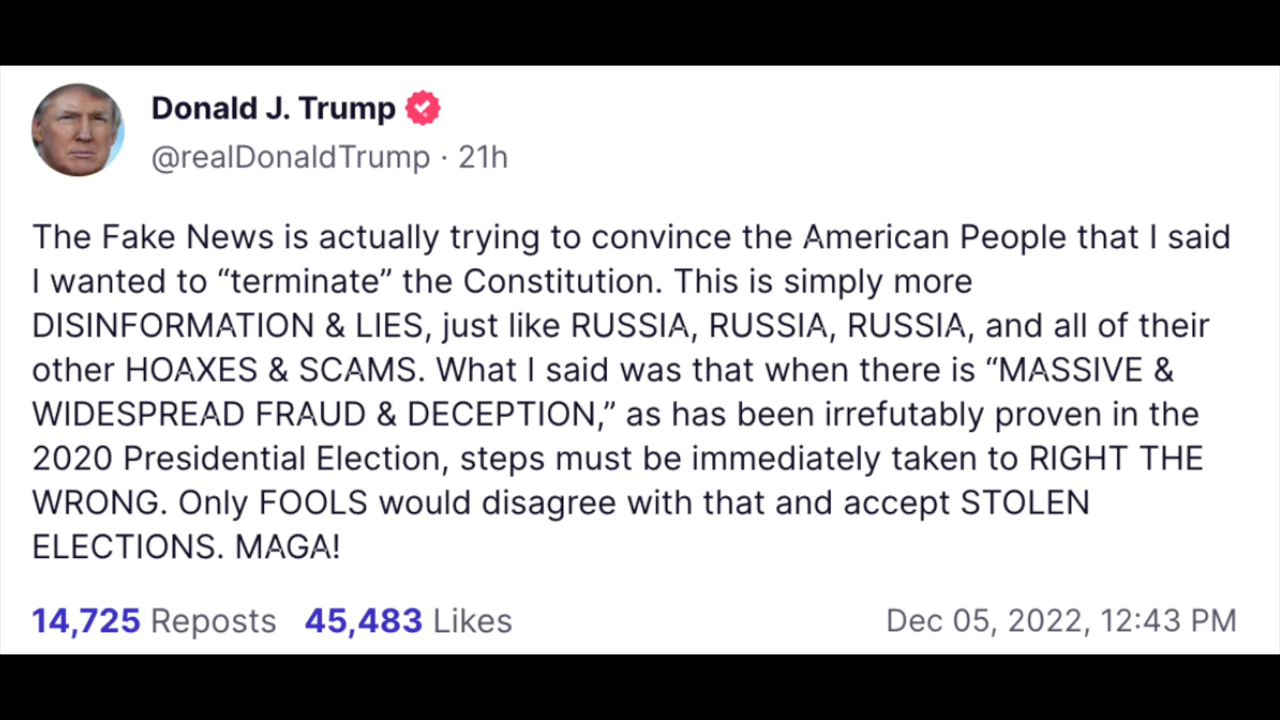 Donald J. Trump
@realDonaldTrump · 21h
The Fake News is actually trying to convince the American People that I said
I wanted to “terminate” the Constitution. This is simply more
DISINFORMATION & LIES, just like RUSSIA, RUSSIA, RUSSIA, and all of their
other HOAXES & SCAMS. What I said was that when there is “MASSIVE &
WIDESPREAD FRAUD & DECEPTION,” as has been irrefutably proven in the
2020 Presidential Election, steps must be immediately taken to RIGHT THE
WRONG. Only FOOLS would disagree with that and accept STOLEN
ELECTIONS. MAGA!
14,725 Reposts 45,483 Likes Dec 05, 2022, 12:43 PM